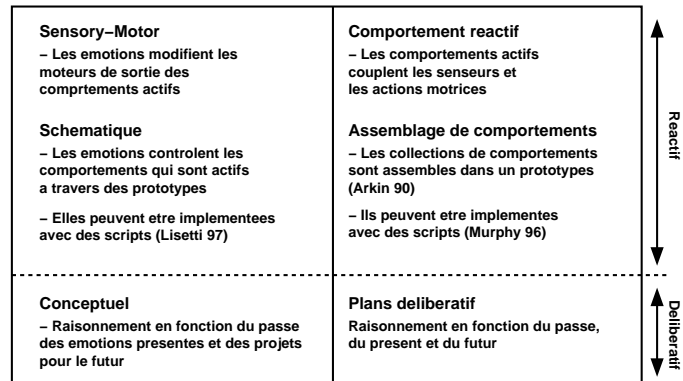 Sensory–Motor
– Les emotions modifient les
moteurs de sortie des
comprtements actifs
Schematique
– Les emotions controlent les
comportements qui sont actifs
a travers des prototypes
– Elles peuvent etre implementees
avec des scripts (Lisetti 97)
Comportement reactif
– Les comportements actifs
couplent les senseurs et
les actions motrices
Assemblage de comportements
– Les collections de comportements
sont assembles dans un prototypes
(Arkin 90)
– Ils peuvent etre implementes
avec des scripts (Murphy 96)
Reactif
Conceptuel
– Raisonnement en fonction du passe
des emotions presentes et des projets
pour le futur
Plans deliberatif
Raisonnement en fonction du passe,
du present et du futur
Deliberatif